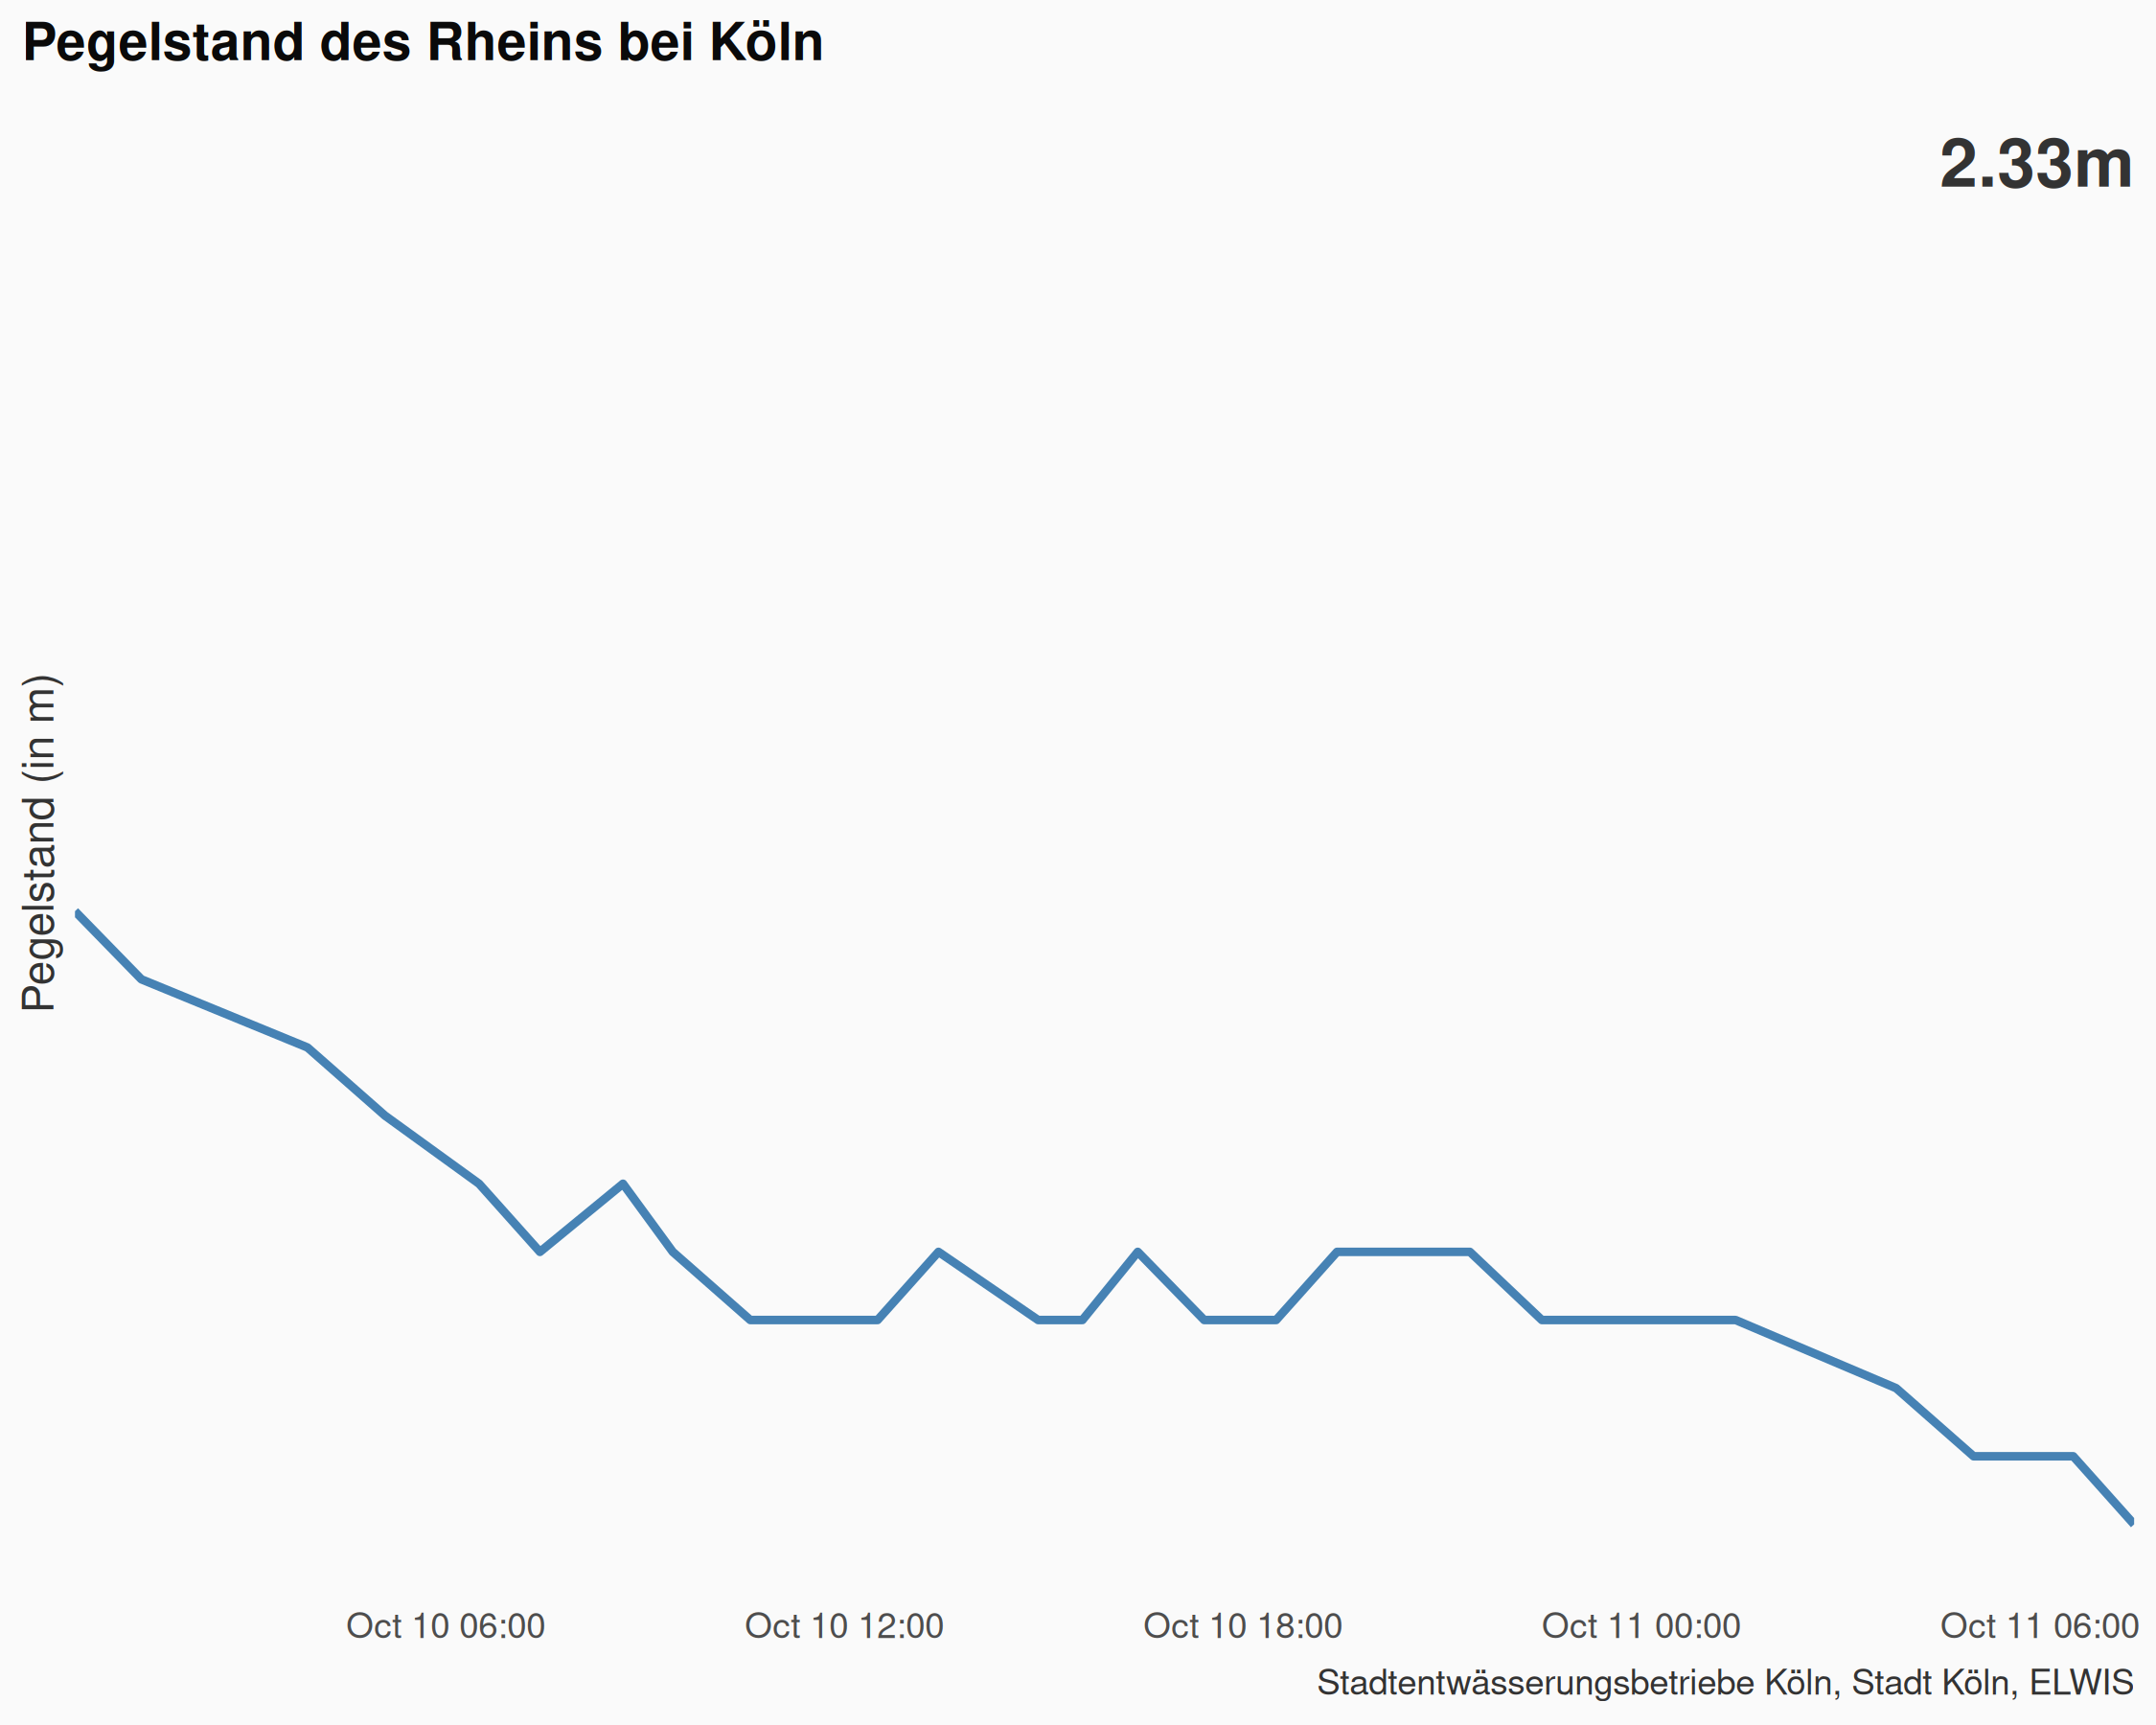 Pegelstand des Rheins bei Köln
2.33m
Pegelstand (in m)
Oct 10 06:00 Oct 10 12:00 Oct 10 18:00 Oct 11 00:00 Oct 11 06:00
Stadtentwässerungsbetriebe Köln, Stadt Köln, ELWIS